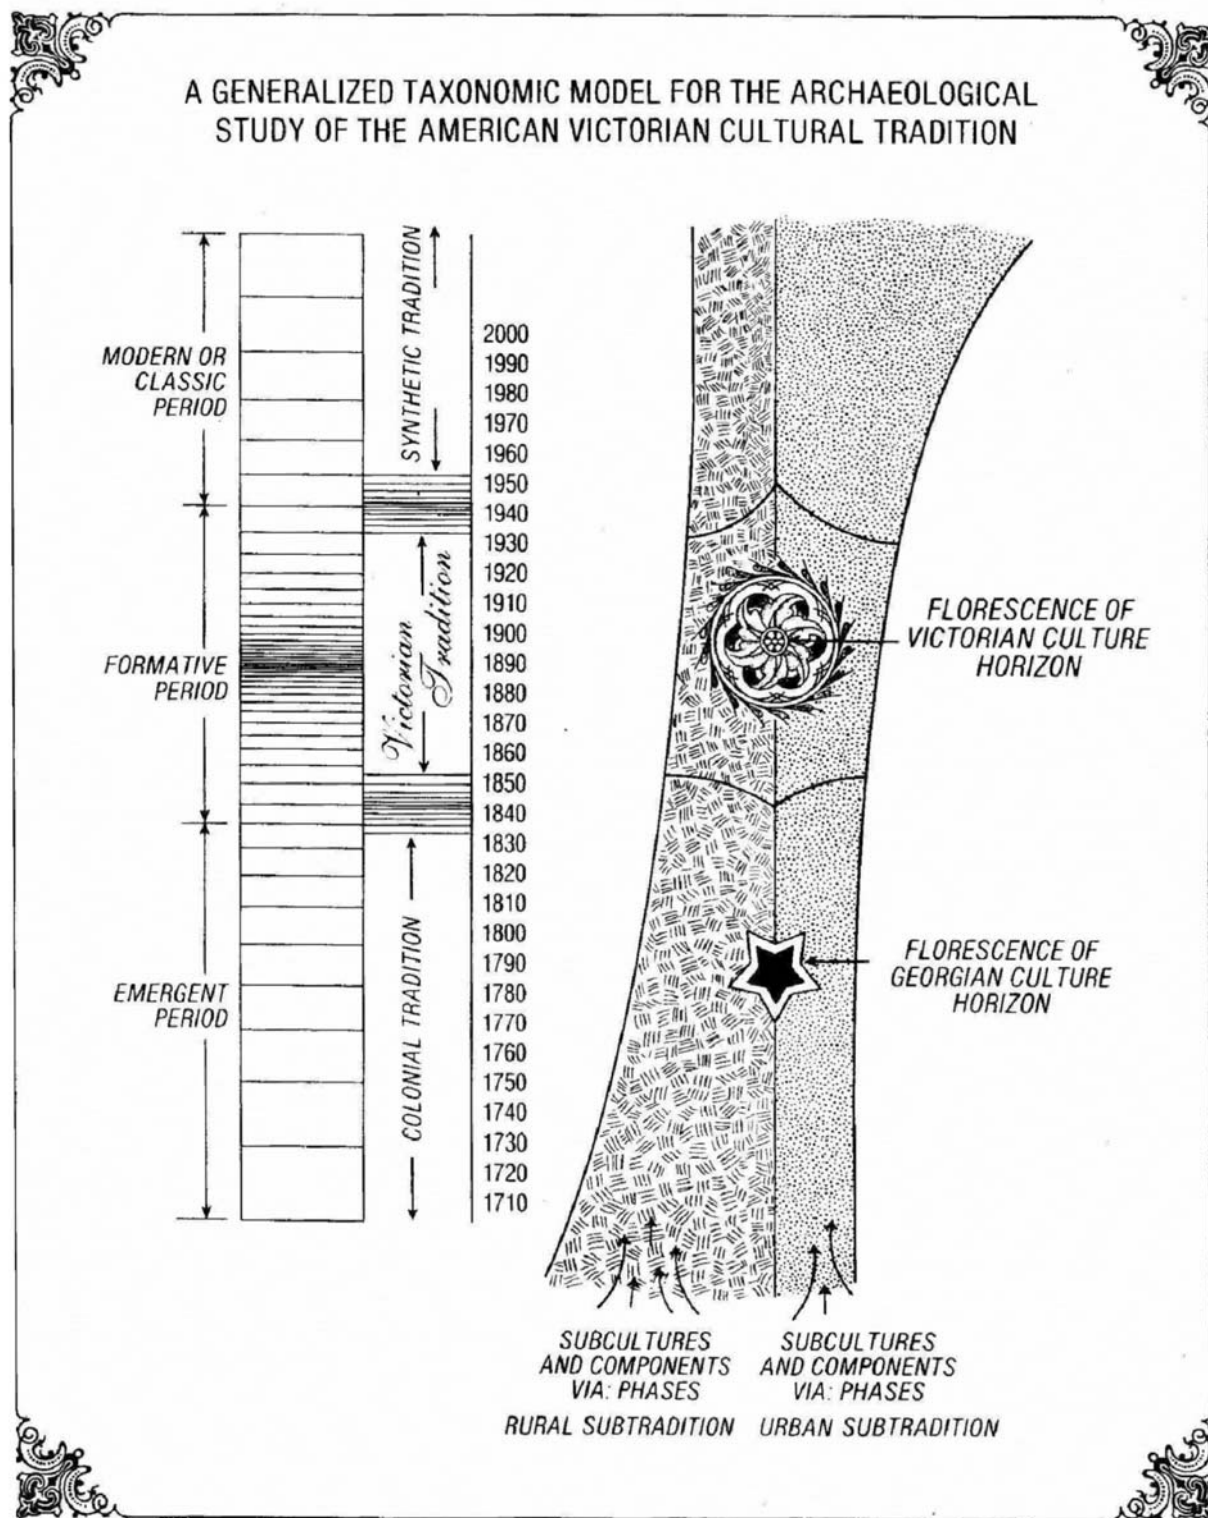 A GENERALIZED TAXONOMIC MODEL FOR THE ARCHAEOLOGICAL
STUDY OF THE AMERICAN VICTORIAN CULTURAL TRADITION
MODERN OR
CLASSIC
PERIOD
FORMATIVE
PERIOD
EMERGENT
PERIOD
SYNTHETIC TRADITION
Victorian
Tradition
COLONIAL TRADITION
2000
1990
1980
1970
1960
1950
1940
1930
1920
1910
1900
1890
1880
1870
1860
1850
1840
1830
1820
1810
1800
1790
1780
1770
1760
1750
1740
1730
1720
1710
FLORESCENCE OF
VICTORIAN CULTURE
HORIZON
FLORESCENCE OF
GEORGIAN CULTURE
HORIZON
SUBCULTURES
AND COMPONENTS
VIA: PHASES
RURAL SUBTRADITION
SUBCULTURES
AND COMPONENTS
VIA: PHASES
URBAN SUBTRADITION